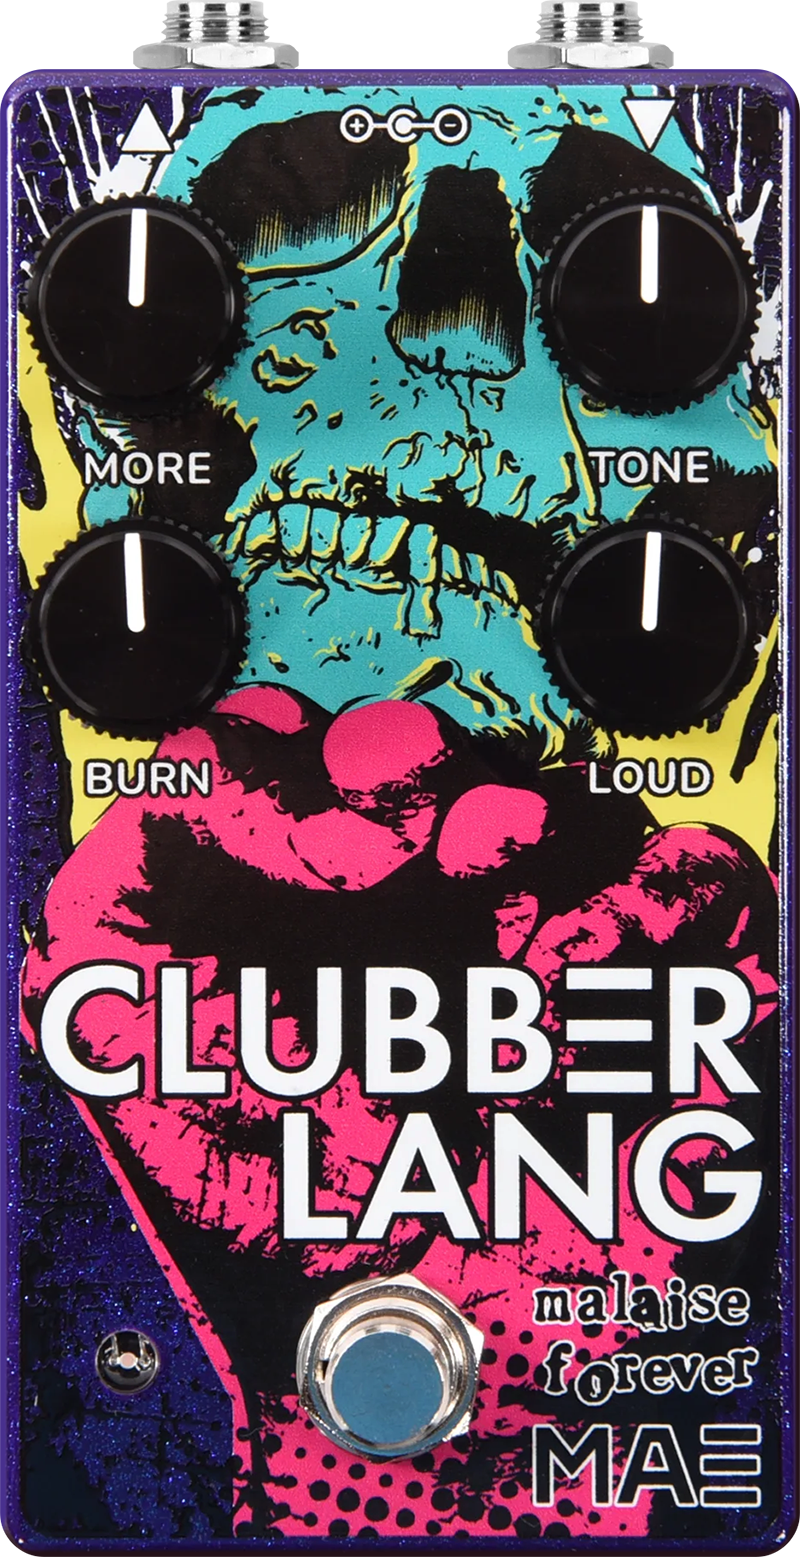 + -
MORE TONE
BURN LOUD
CLUBBER
LANG
malaise
forever
MAE